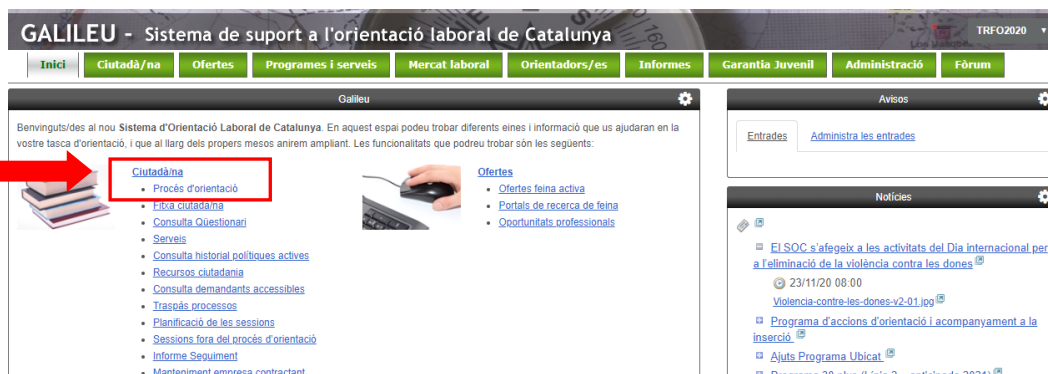 GALILEU - Sistema de suport a l'orientació laboral de Catalunya
TRFO2020
Inici
Ciutadà/na
Ofertes
Programes i serveis
Mercat laboral
Orientadors/es
Informes
Garantia Juvenil
Administració
Fòrum
Galileu
Benvinguts/des al nou Sistema d'Orientació Laboral de Catalunya. En aquest espai podeu trobar diferents eines i informació que us ajudaran en la
vostre tasca d'orientació, i que al llarg dels propers mesos anirem ampliant. Les funcionalitats que podreu trobar són les següents:
Ciutadà/na
Procés d'orientació
Fitxa ciutadà/na
Consulta Qüestionari
Serveis
Consulta historial polítiques actives
Recursos ciutadania
Consulta demandants accessibles
Traspàs processos
Planificació de les sessions
Sessions fora del procés d'orientació
Informe Seguiment
Manteniment empresa contractant
Ofertes
Ofertes feina activa
Portals de recerca de feina
Oportunitats professionals
Avisos
Entrades
Administra les entrades
Notícies
El SOC s'afegeix a les activitats del Dia internacional per
a l'eliminació de la violència contra les dones
23/11/20 08:00
Violencia-contre-les-dones-v2-01.jpg
Programa d'accions d'orientació i acompanyament a la
inserció
Ajuts Programa Ubicat